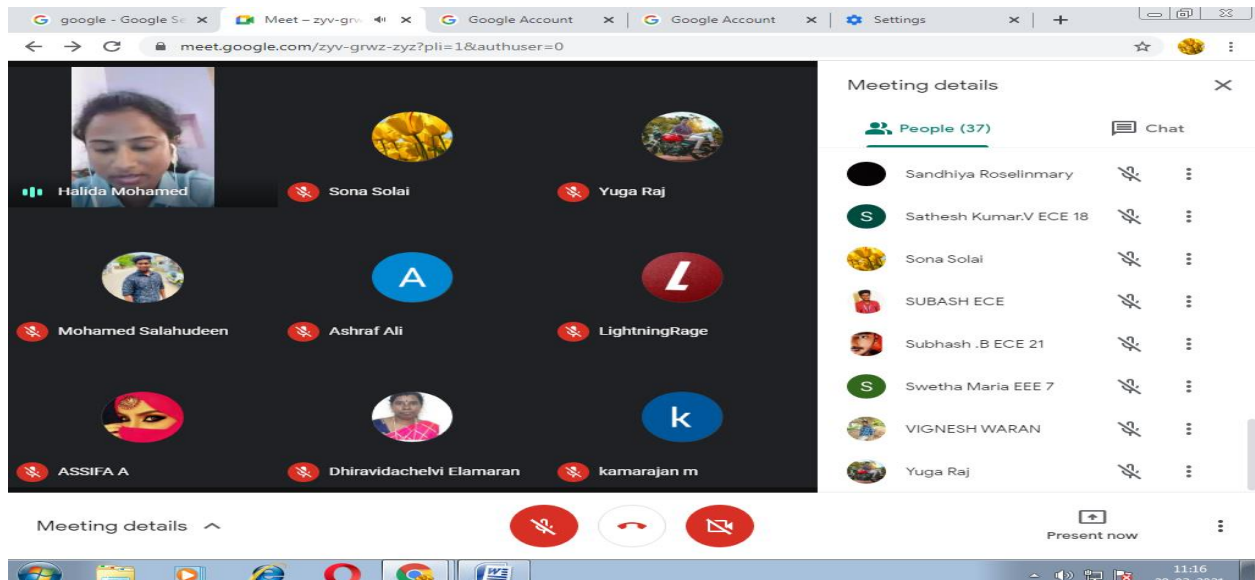 google - Google Se
Meet – zyv-grw
Google Account
Google Account
Settings
meet.google.com/zyv-grwz-zyz?pli=1&authuser=0
Halida Mohamed
Sona Solai
Yuga Raj
Mohamed Salahudeen
A
Ashraf Ali
L
LightningRage
ASSIFA A
Dhiravidachelvi Elamaran
k
kamarajan m
Meeting details
People (37)
Chat
Sandhiya Roselinmary
S
Sathesh Kumar.V ECE 18
Sona Solai
SUBASH ECE
Subhash .B ECE 21
S
Swetha Maria EEE 7
VIGNESH WARAN
Yuga Raj
Meeting details
Present now
11:16